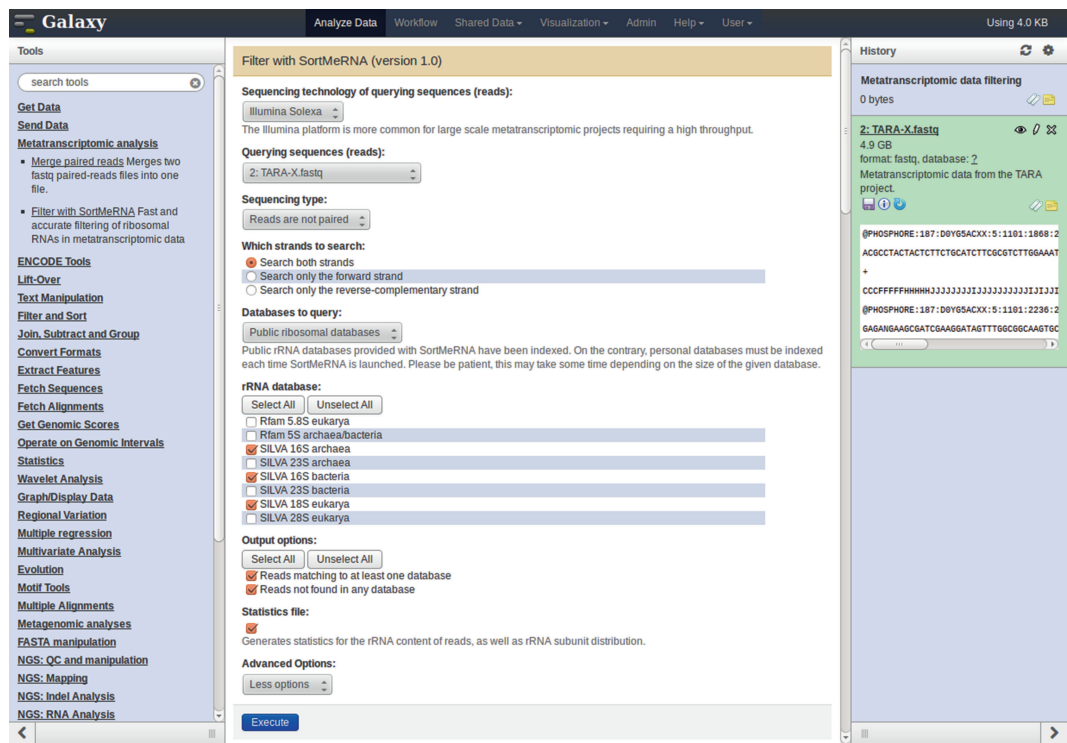 Galaxy
Analyze Data Workflow Shared Data Visualization Admin Help User
Using 4.0 KB
Tools
search tools
Get Data
Send Data
Metatranscriptomic analysis
Merge paired reads Merges two
fastq paired-reads files into one
file.
Filter with SortMeRNA Fast and
accurate filtering of ribosomal
RNAs in metatranscriptomic data
ENCODE Tools
Lift-Over
Text Manipulation
Filter and Sort
Join, Subtract and Group
Convert Formats
Extract Features
Fetch Sequences
Fetch Alignments
Get Genomic Scores
Operate on Genomic Intervals
Statistics
Wavelet Analysis
Graph/Display Data
Regional Variation
Multiple regression
Multivariate Analysis
Evolution
Motif Tools
Multiple Alignments
Metagenomic analyses
FASTA manipulation
NGS: QC and manipulation
NGS: Mapping
NGS: Indel Analysis
NGS: RNA Analysis
Filter with SortMeRNA (version 1.0)
Sequencing technology of querying sequences (reads):
Illumina Solexa
The Illumina platform is more common for large scale metatranscriptomic projects requiring a high throughput.
Querying sequences (reads):
2: TARA-X.fastq
Sequencing type:
Reads are not paired
Which strands to search:
Search both strands
Search only the forward strand
Search only the reverse-complementary strand
Databases to query:
Public ribosomal databases
Public rRNA databases provided with SortMeRNA have been indexed. On the contrary, personal databases must be indexed
each time SortMeRNA is launched. Please be patient, this may take some time depending on the size of the given database.
rRNA database:
Select All Unselect All
Rfam 5.8S eukarya
Rfam 5S archaea/bacteria
SILVA 16S archaea
SILVA 23S archaea
SILVA 16S bacteria
SILVA 23S bacteria
SILVA 18S eukarya
SILVA 28S eukarya
Output options:
Select All Unselect All
Reads matching to at least one database
Reads not found in any database
Statistics file:
Generates statistics for the rRNA content of reads, as well as rRNA subunit distribution.
Advanced Options:
Less options
Execute
History
Metatranscriptomic data filtering
0 bytes
2: TARA-X.fastq
4.9 GB
format: fastq, database: ?
Metatranscriptomic data from the TARA
project.
@PHOSPHORE:187:D0YG5ACXX:5:1101:1868:2
ACGCCTACTACTCTTCTGCATCTTCGCGTCTTGGAAAT
+
CCCFFFFFHHHHHJJJJJJJJIJJJJJJJJJJJIJIJJI
@PHOSPHORE:187:D0YG5ACXX:5:1101:2236:2
GAGANGAAGCGATCGAAGGATAGTTTGGCGGCAAGTGC